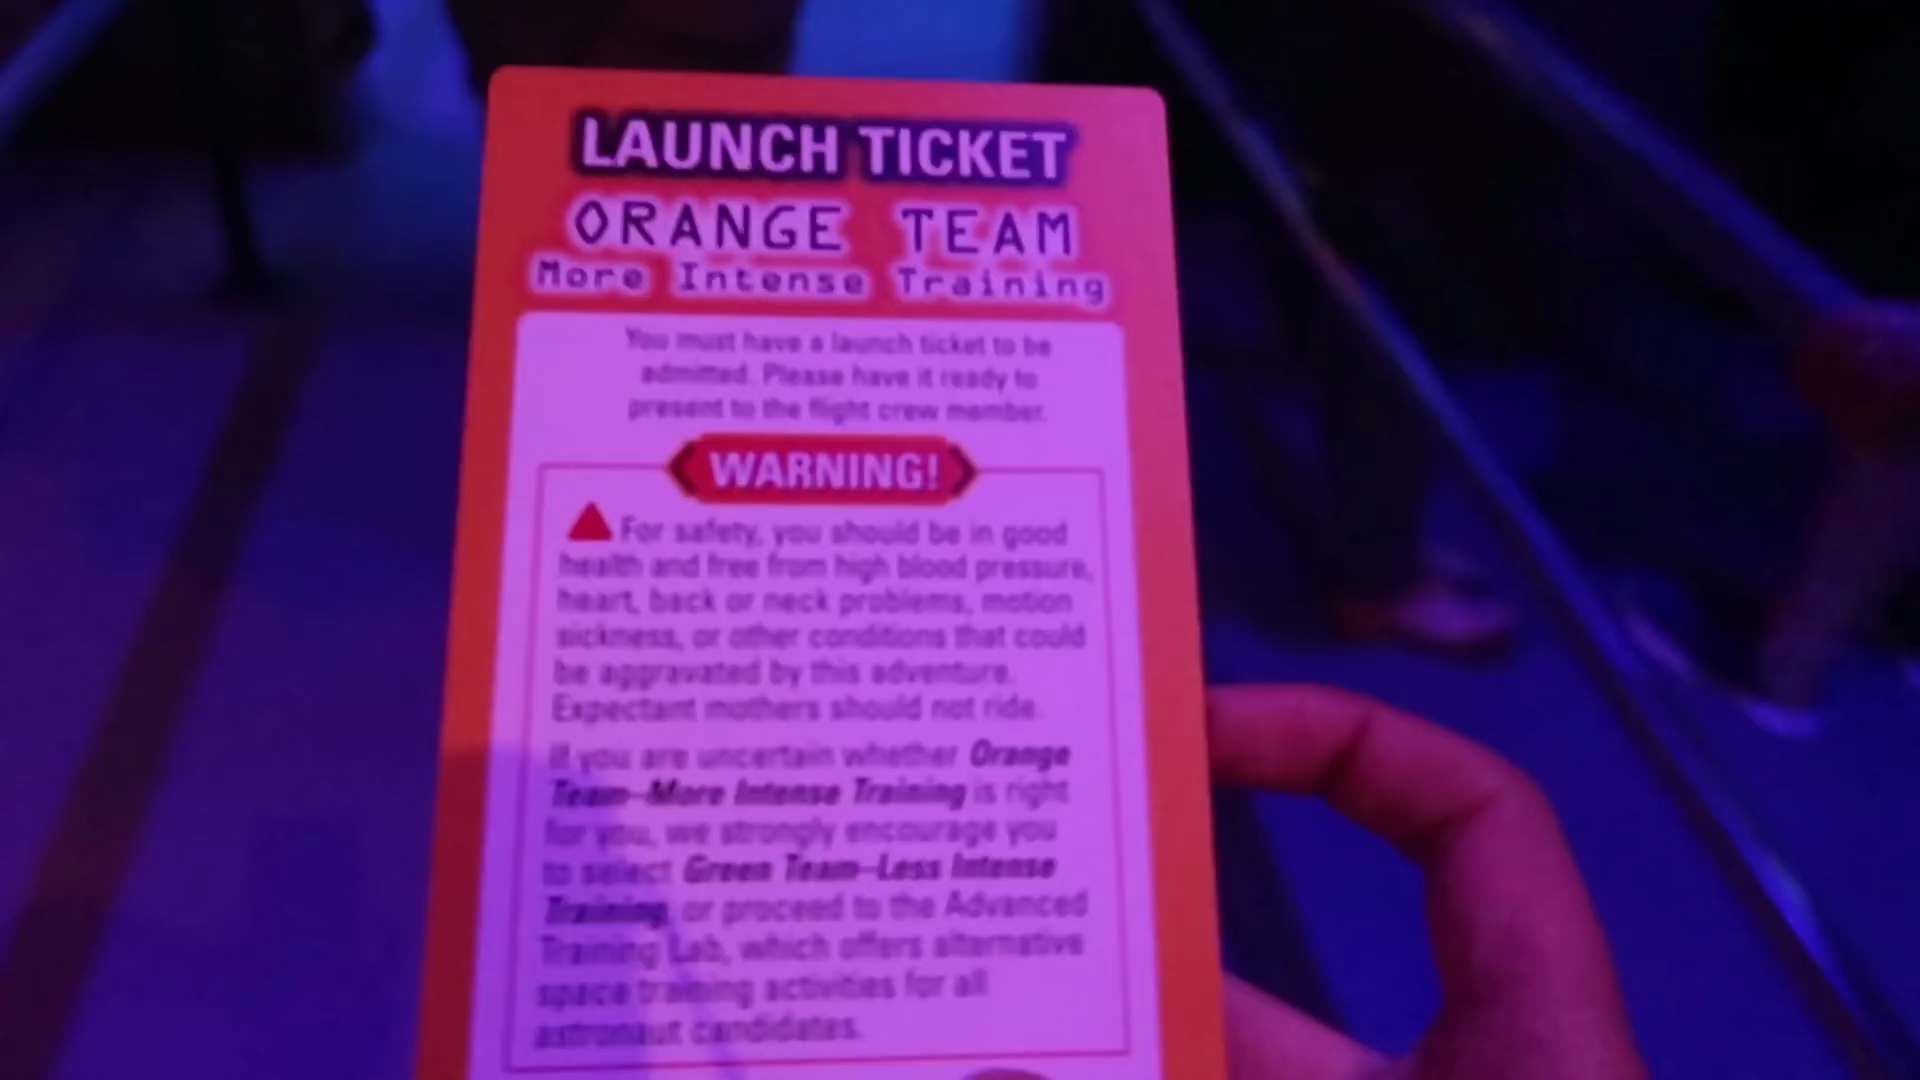 LAUNCH TICKET
ORANGE TEAM
More Intense Training
You must have a launch ticket to be
admitted. Please have it ready to
present to the flight crew member.
WARNING!
For safety, you should be in good
health and free from high blood pressure,
heart, back or neck problems, motion
sickness, or other conditions that could
be aggravated by this adventure.
Expectant mothers should not ride.
If you are uncertain whether Orange
Team–More Intense Training is right
for you, we strongly encourage you
to select Green Team–Less Intense
Training, or proceed to the Advanced
Training Lab, which offers alternative
space training activities for all
astronaut candidates.